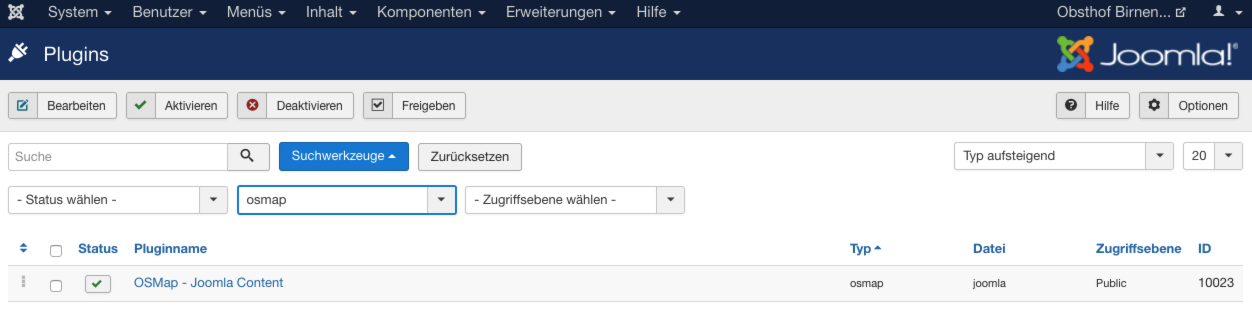 System Benutzer Menüs Inhalt Komponenten Erweiterungen Hilfe Obsthof Birnen...
Plugins Joomla!®
Bearbeiten Aktivieren Deaktivieren Freigeben Hilfe Optionen
Suche Suchwerkzeuge Zurücksetzen Typ aufsteigend 20
- Status wählen - osmap - Zugriffsebene wählen -
Status Pluginname Typ Datei Zugriffsebene ID
OSMap - Joomla Content osmap joomla Public 10023